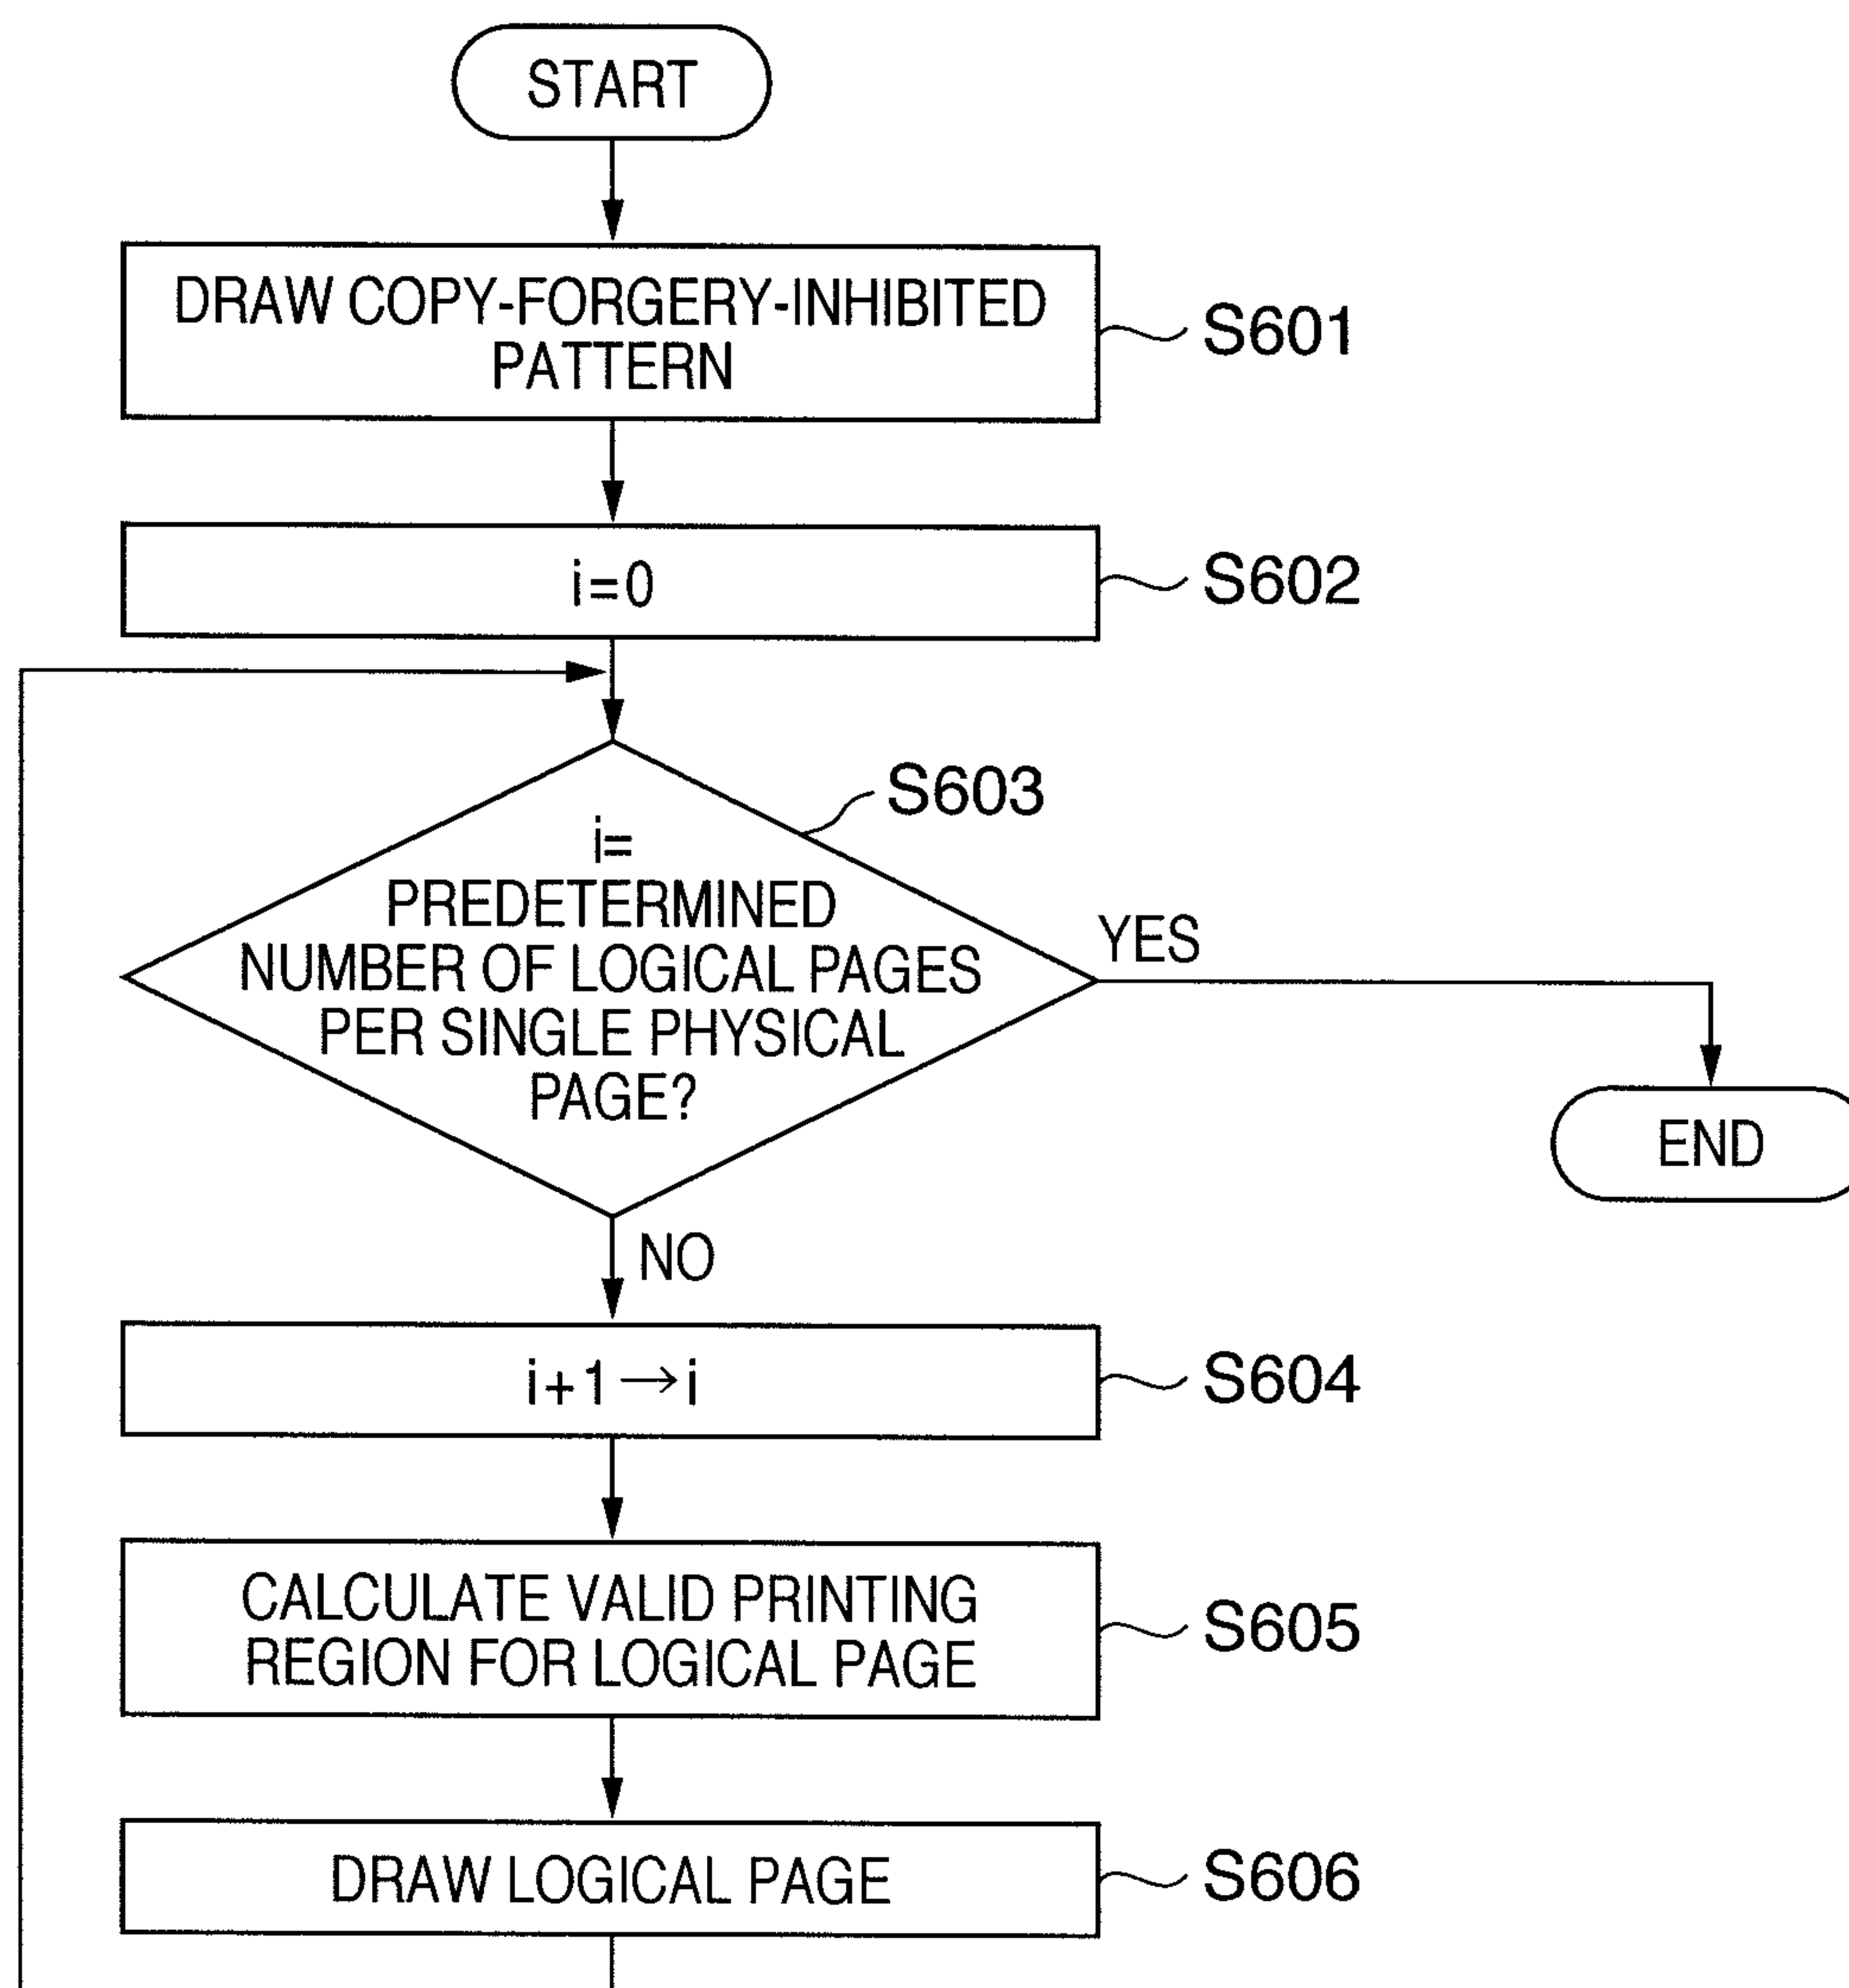 START
DRAW COPY-FORGERY-INHIBITED
PATTERN
S601
i=0
S602
S603
i=
PREDETERMINED
NUMBER OF LOGICAL PAGES
PER SINGLE PHYSICAL
PAGE?
YES
END
NO
i+1→i
S604
CALCULATE VALID PRINTING
REGION FOR LOGICAL PAGE
S605
DRAW LOGICAL PAGE
S606